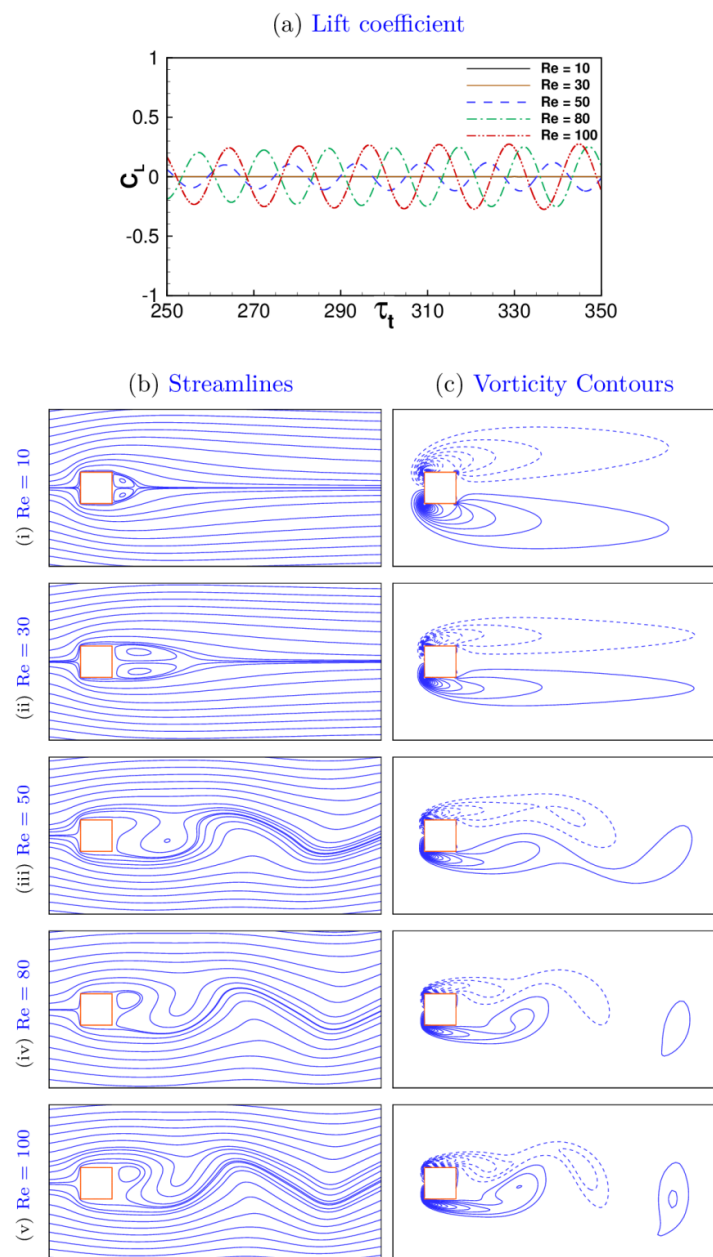 (a) Lift coefficient
1
0.5
0
-0.5
-1
C_L
Re = 10
Re = 30
Re = 50
Re = 80
Re = 100
250 270 290 310 330 350
τ_t
(b) Streamlines
(c) Vorticity Contours
(i) Re = 10
(ii) Re = 30
(iii) Re = 50
(iv) Re = 80
(v) Re = 100